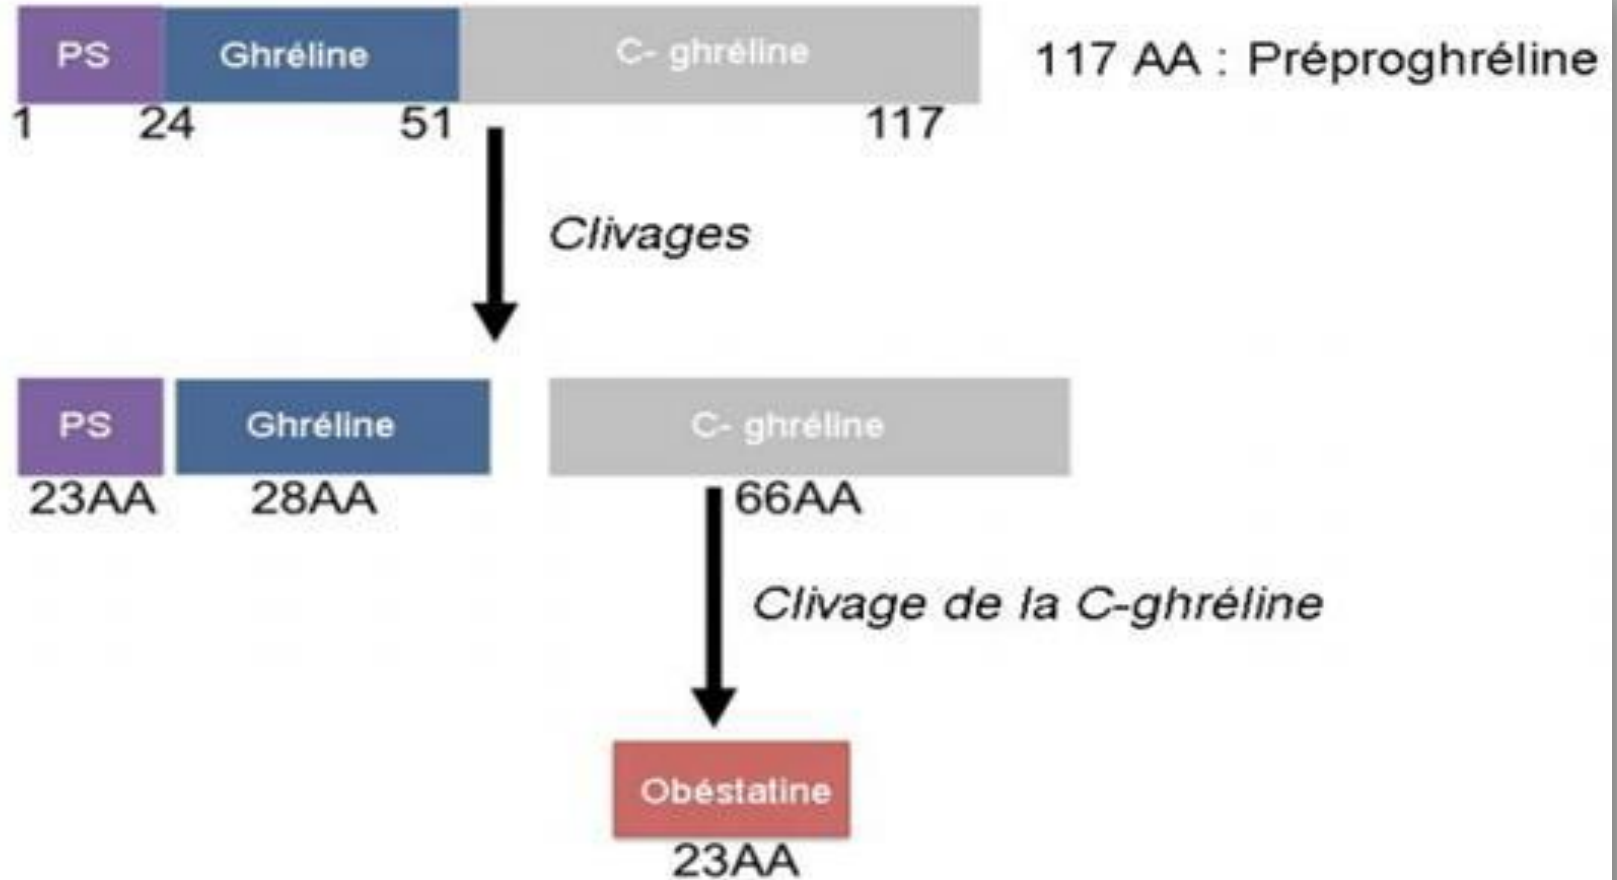 PS Ghréline C- ghréline 117 AA : Préproghréline
1 24 51 117
Clivages
PS Ghréline C- ghréline
23AA 28AA 66AA
Clivage de la C-ghréline
Obéstatine
23AA